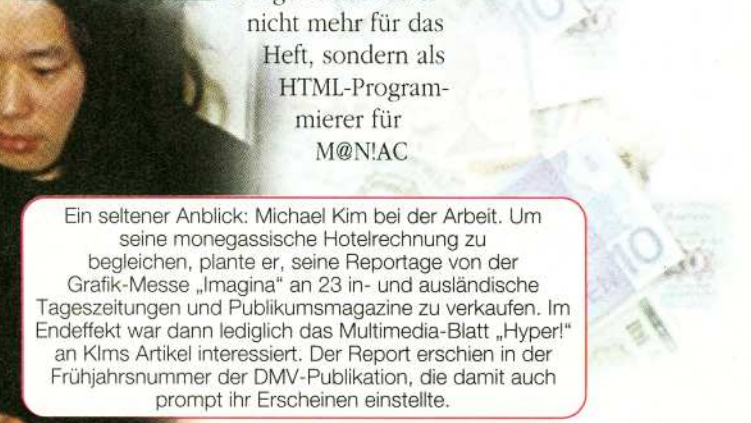 nicht mehr für das
Heft, sondern als
HTML-Program-
mierer für
M@N!AC
Ein seltener Anblick: Michael Kim bei der Arbeit. Um
seine monegassische Hotelrechnung zu
begleichen, plante er, seine Reportage von der
Grafik-Messe „Imagina“ an 23 in- und ausländische
Tageszeitungen und Publikumsmagazine zu verkaufen. Im
Endeffekt war dann lediglich das Multimedia-Blatt „Hyper!“
an KIms Artikel interessiert. Der Report erschien in der
Frühjahrsnummer der DMV-Publikation, die damit auch
prompt ihr Erscheinen einstellte.
10